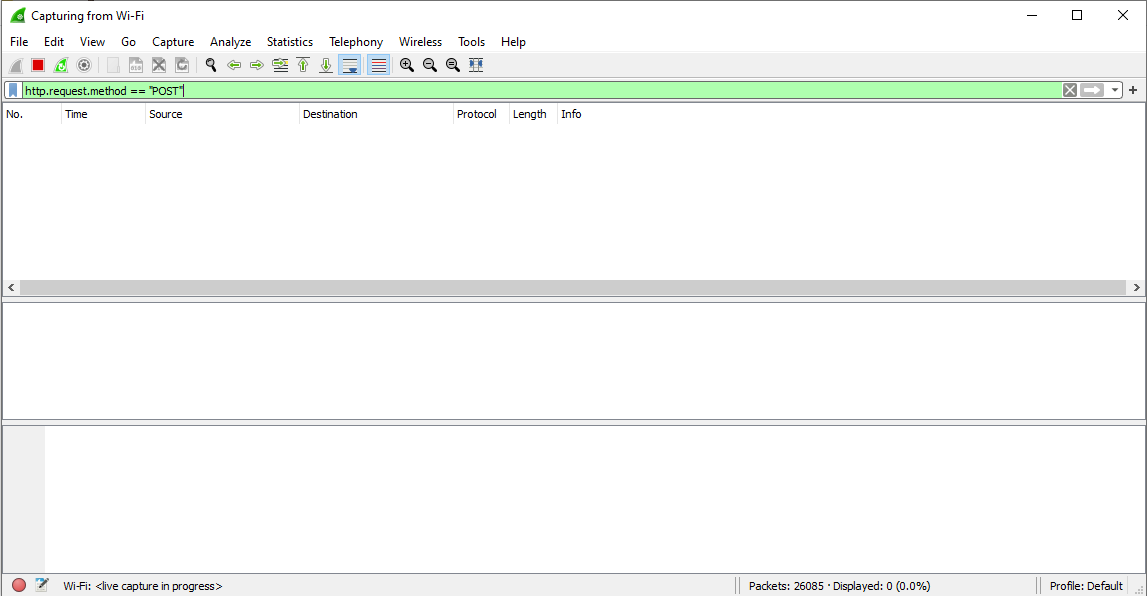 Capturing from Wi-Fi
File Edit View Go Capture Analyze Statistics Telephony Wireless Tools Help
http.request.method == "POST"
No. Time Source Destination Protocol Length Info
Wi-Fi: <live capture in progress> Packets: 26085 · Displayed: 0 (0.0%) Profile: Default